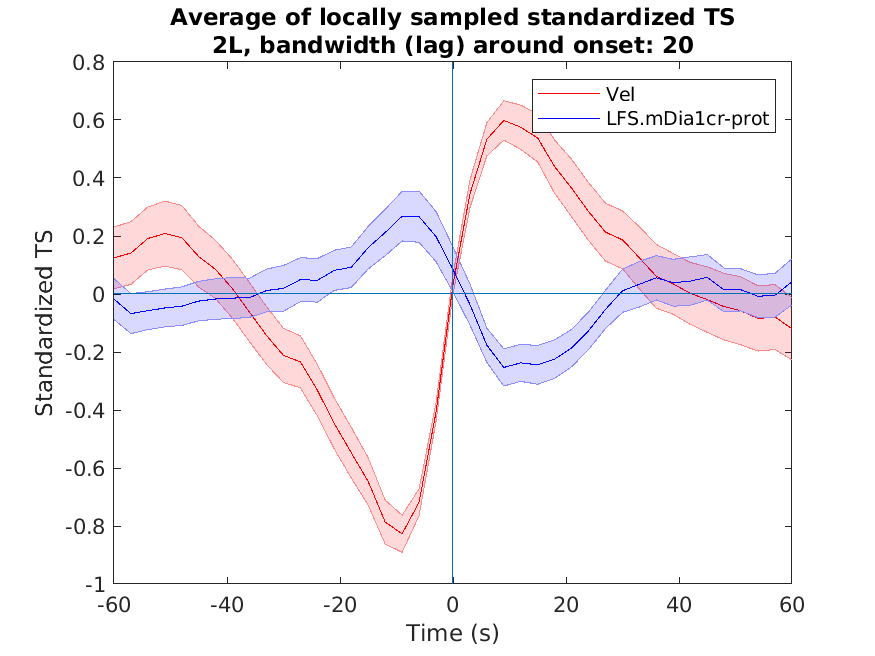 Average of locally sampled standardized TS
2L, bandwidth (lag) around onset: 20
Vel
LFS.mDia1cr-prot
Standardized TS
0.8
0.6
0.4
0.2
0
-0.2
-0.4
-0.6
-0.8
-1
-60
-40
-20
0
20
40
60
Time (s)